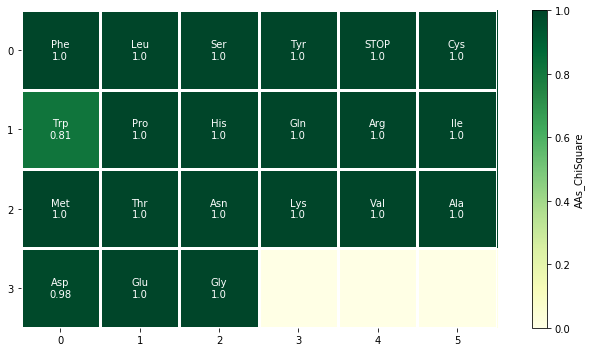 Phe Leu Ser Tyr STOP Cys
1.0 1.0 1.0 1.0 1.0 1.0
Trp Pro His Gln Arg Ile
0.81 1.0 1.0 1.0 1.0 1.0
Met Thr Asn Lys Val Ala
1.0 1.0 1.0 1.0 1.0 1.0
Asp Glu Gly
0.98 1.0 1.0
0
1
2
3
0 1 2 3 4 5
1.0
0.8
0.6
0.4
0.2
0.0
AAs_ChiSquare